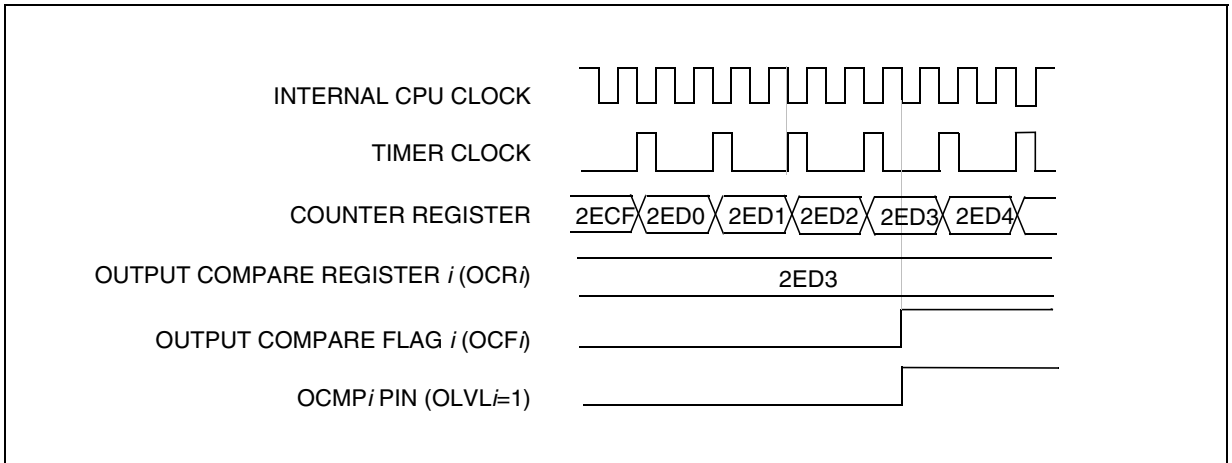 INTERNAL CPU CLOCK
TIMER CLOCK
COUNTER REGISTER 2ECF 2ED0 2ED1 2ED2 2ED3 2ED4
OUTPUT COMPARE REGISTER i (OCRi) 2ED3
OUTPUT COMPARE FLAG i (OCFi)
OCMPi PIN (OLVLi=1)